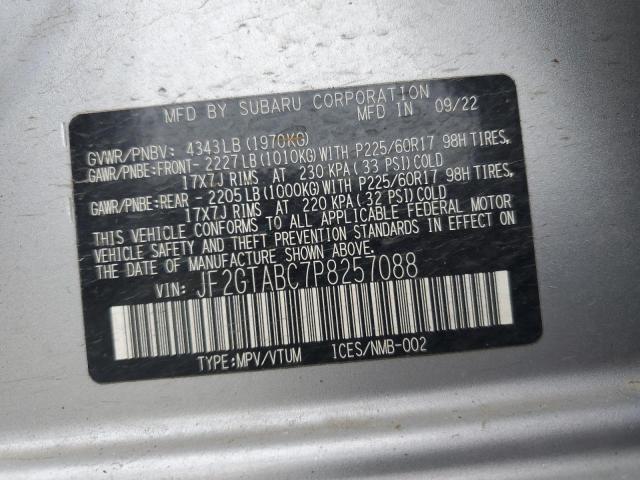 MFD BY SUBARU CORPORATION
MFD IN 09/22
GVWR/PNBV: 4343LB (1970KG)
GAWR/PNBE:FRONT- 2227LB(1010KG)WITH P225/60R17 98H TIRES,
17X7J RIMS AT 230 KPA(33 PSI)COLD
GAWR/PNBE:REAR - 2205LB(1000KG)WITH P225/60R17 98H TIRES,
17X7J RIMS AT 220 KPA(32 PSI)COLD
THIS VEHICLE CONFORMS TO ALL APPLICABLE FEDERAL MOTOR
VEHICLE SAFETY AND THEFT PREVENTION STANDARDS IN EFFECT ON
THE DATE OF MANUFACTURE SHOWN ABOVE.
VIN: JF2GTABC7P8257088
TYPE:MPV/VTUM ICES/NMB-002